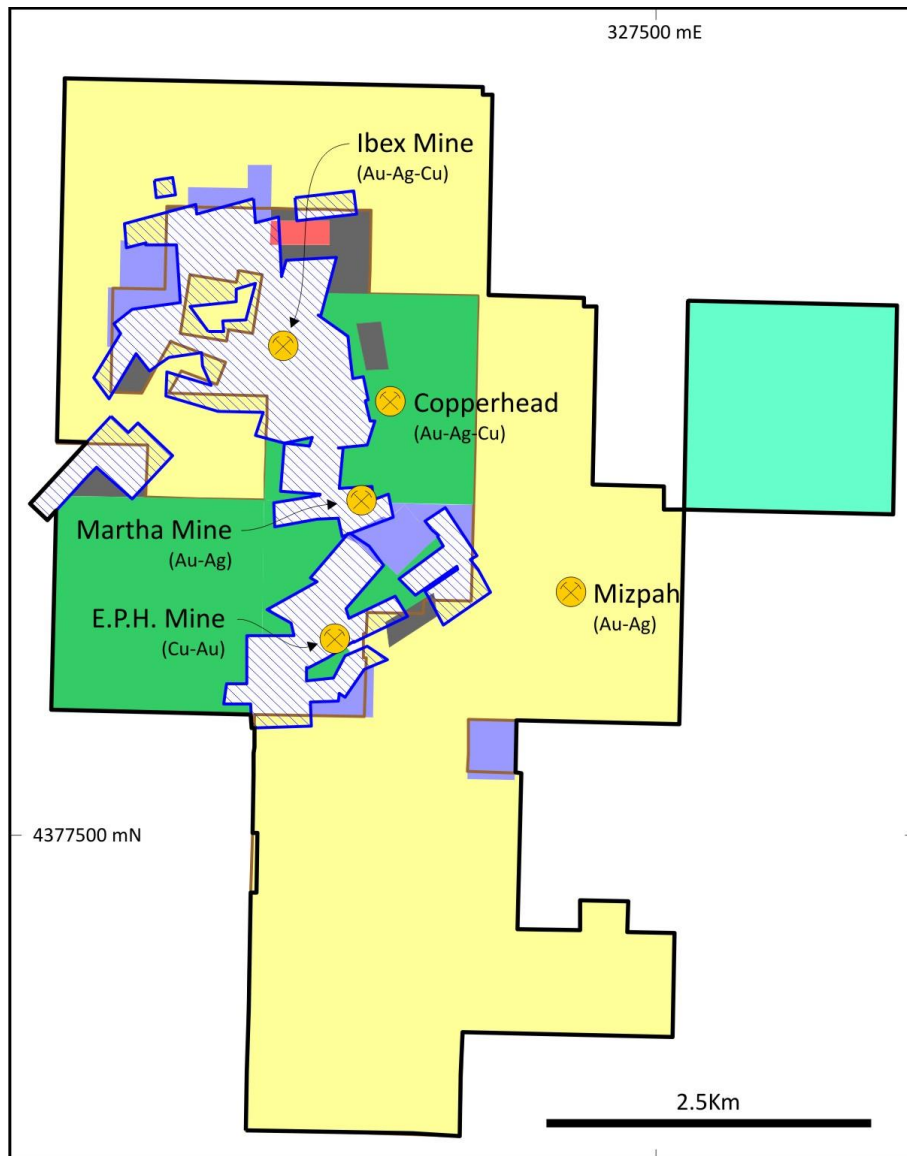 327500 mE
Ibex Mine
(Au-Ag-Cu)
Copperhead
(Au-Ag-Cu)
Martha Mine
(Au-Ag)
E.P.H. Mine
(Cu-Au)
Mizpah
(Au-Ag)
4377500 mN
2.5Km